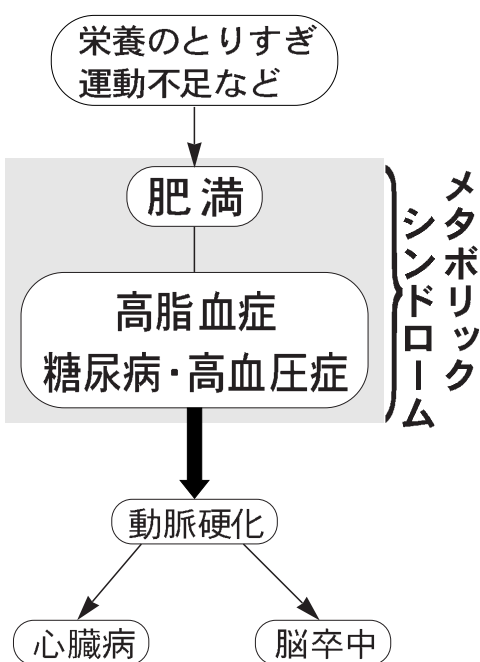 栄養のとりすぎ
運動不足など
肥満
高脂血症
糖尿病・高血圧症
メタボリック
シンドローム
動脈硬化
心臓病
脳卒中